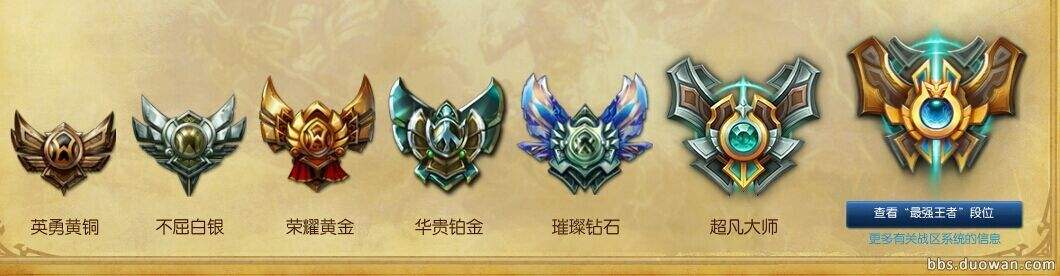 英勇黄铜
不屈白银
荣耀黄金
华贵铂金
璀璨钻石
超凡大师
查看“最强王者”段位
更多有关战区系统的信息
bbs.duowan.com